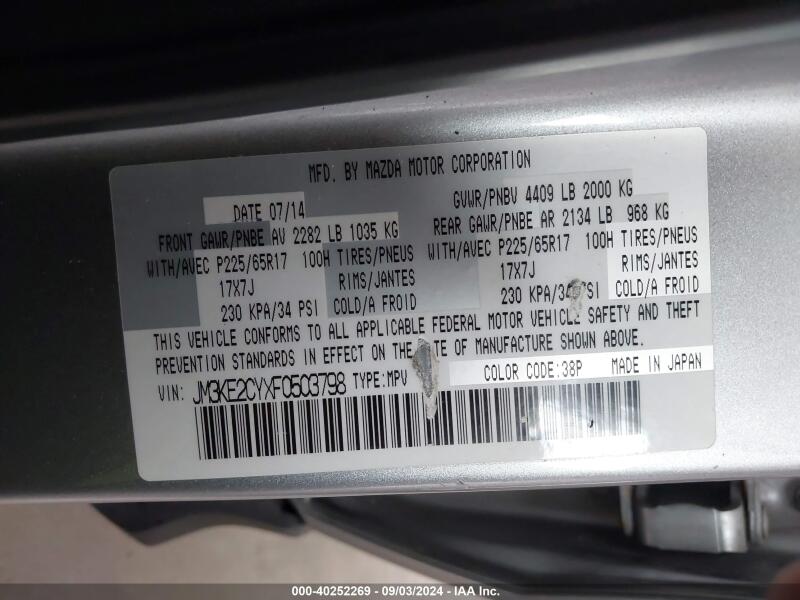 MFD. BY MAZDA MOTOR CORPORATION
DATE 07/14 GVWR/PNBV 4409 LB 2000 KG
FRONT GAWR/PNBE AV 2282 LB 1035 KG REAR GAWR/PNBE AR 2134 LB 968 KG
WITH/AVEC P225/65R17 100H TIRES/PNEUS WITH/AVEC P225/65R17 100H TIRES/PNEUS
17X7J RIMS/JANTES 17X7J RIMS/JANTES
230 KPA/34 PSI COLD/A FROID 230 KPA/34 PSI COLD/A FROID
THIS VEHICLE CONFORMS TO ALL APPLICABLE FEDERAL MOTOR VEHICLE SAFETY AND THEFT
PREVENTION STANDARDS IN EFFECT ON THE DATE OF MANUFACTURE SHOWN ABOVE.
VIN: JM3KE2CYXF0503798 TYPE:MPV COLOR CODE:38P MADE IN JAPAN
000-40252269 - 09/03/2024 - IAA Inc.